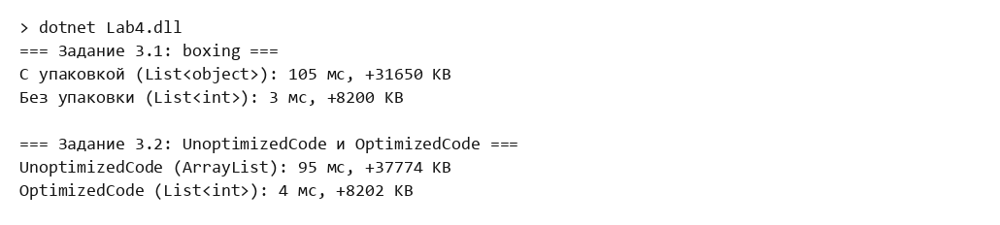 > dotnet Lab4.dll
=== Задание 3.1: boxing ===
С упаковкой (List<object>): 105 мс, +31650 KB
Без упаковки (List<int>): 3 мс, +8200 KB
=== Задание 3.2: UnoptimizedCode и OptimizedCode ===
UnoptimizedCode (ArrayList): 95 мс, +37774 KB
OptimizedCode (List<int>): 4 мс, +8202 KB